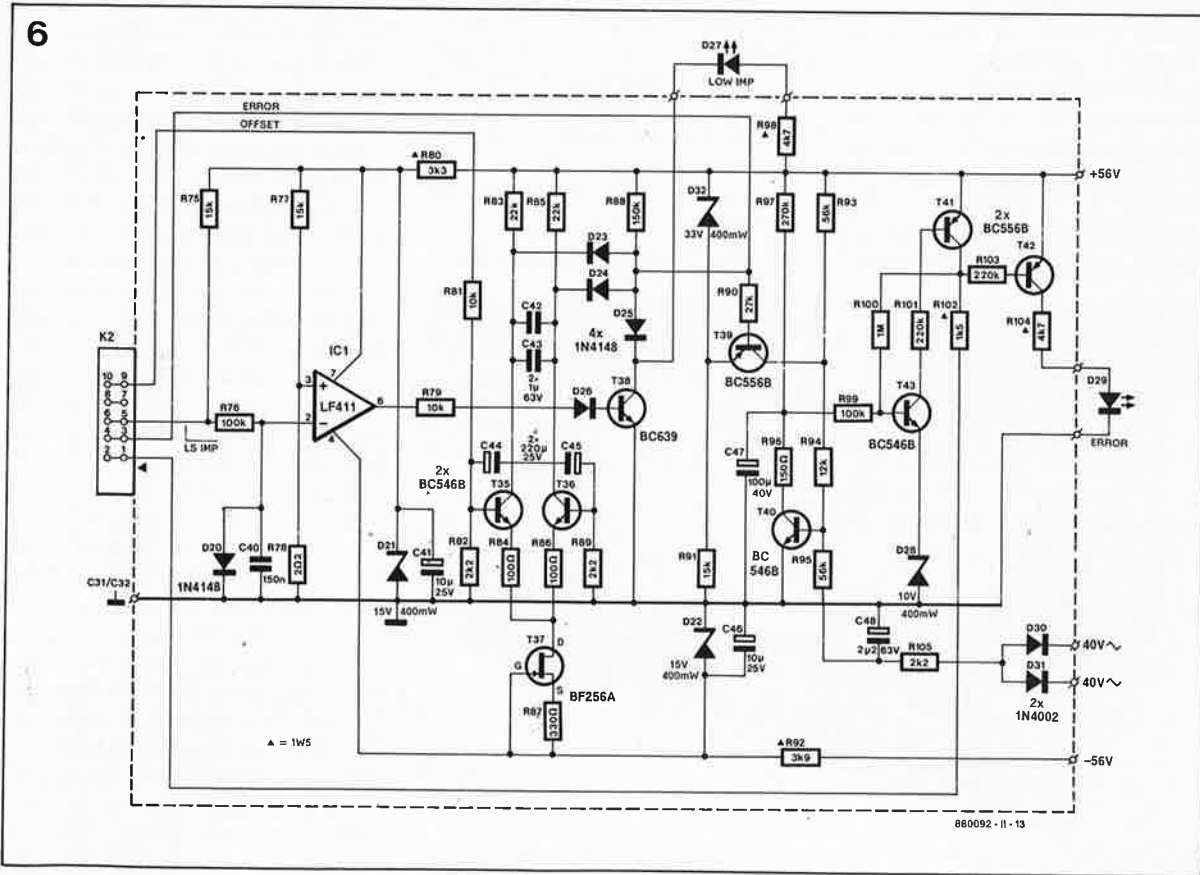 6
D27
LOW IMP
ERROR
OFFSET
R98
▲
4k7
▲ R80
3k3
+56V
R75
15k
R77
15k
R83
22k
R85
22k
R88
150k
D32
33V 400mW
R97
270k
R93
56k
T41
2x
BC556B
T42
D23
D24
R103
220k
R81
10k
C42
C43
2×
1µ
63V
D25
4x
1N4148
R90
27k
T39
BC556B
R100
1M
R101
220k
R102
▲
1k5
R104
▲
4k7
K2
10 9
8 7
6 5
4 3
2 1
IC1
7
3
+
LF411
6
2
−
4
R79
10k
D26
T38
BC639
R76
100k
LS IMP
R99
100k
T43
BC546B
D29
ERROR
2x
BC546B
C44
2×
220µ
25V
C45
T35
T36
C47
100µ
40V
R96
150Ω
R94
12k
T40
BC
546B
D20
1N4148
C40
150n
R78
2Ω2
D21
C41
10µ
25V
R82
2k2
R84
100Ω
R86
100Ω
R89
2k2
R91
15k
R95
56k
D28
10V
400mW
C31/C32
15V 400mW
T37
D
G
S
BF256A
R87
330Ω
D22
15V
400mW
C46
10µ
25V
C48
2µ2 63V
R105
2k2
D30
40V~
D31
40V~
2x
1N4002
▲ = 1W5
▲ R92
3k9
−56V
860092 - II - 13